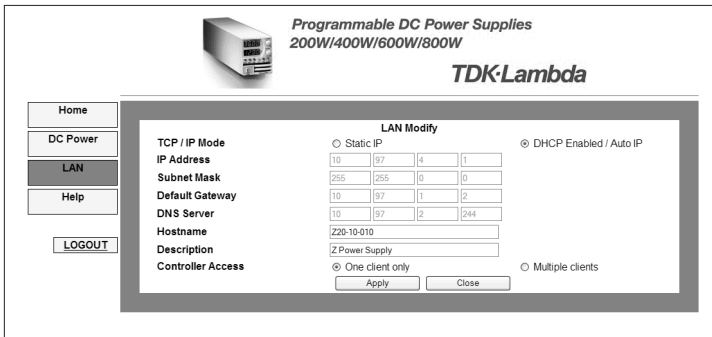 Programmable DC Power Supplies
200W/400W/600W/800W
TDK·Lambda
Home
DC Power
LAN
Help
LOGOUT
LAN Modify
TCP / IP Mode Static IP DHCP Enabled / Auto IP
IP Address 10 97 4 1
Subnet Mask 255 255 0 0
Default Gateway 10 97 1 2
DNS Server 10 97 2 244
Hostname Z20-10-010
Description Z Power Supply
Controller Access One client only Multiple clients
Apply Close